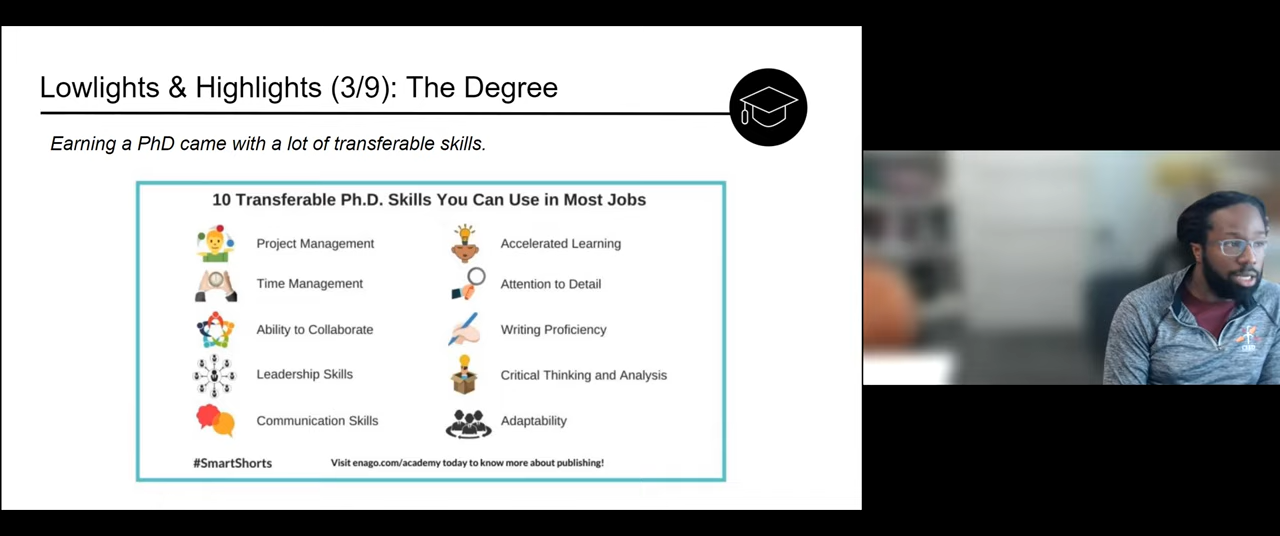 Lowlights & Highlights (3/9): The Degree
Earning a PhD came with a lot of transferable skills.
10 Transferable Ph.D. Skills You Can Use in Most Jobs
Project Management
Time Management
Ability to Collaborate
Leadership Skills
Communication Skills
Accelerated Learning
Attention to Detail
Writing Proficiency
Critical Thinking and Analysis
Adaptability
#SmartShorts
Visit enago.com/academy today to know more about publishing!